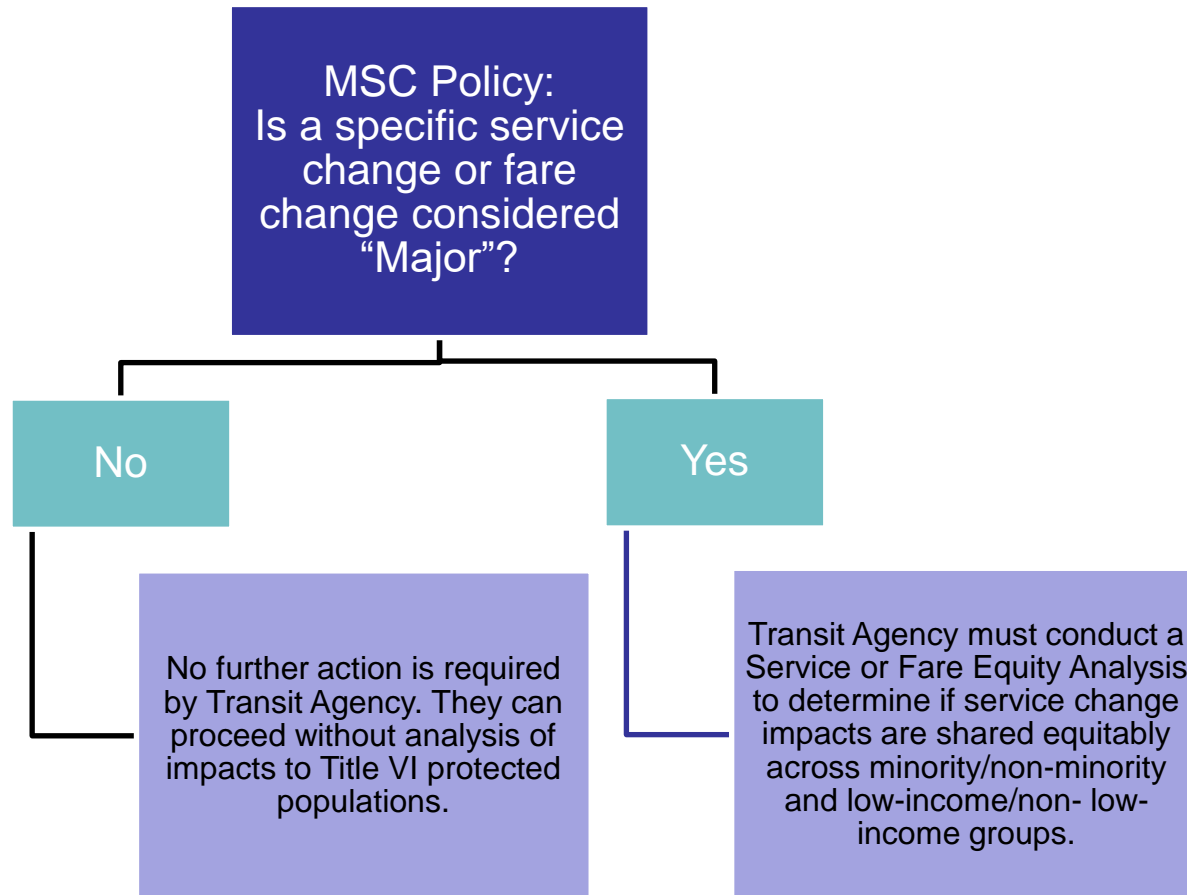 MSC Policy:
Is a specific service
change or fare
change considered
“Major”?
No
Yes
No further action is required
by Transit Agency. They can
proceed without analysis of
impacts to Title VI protected
populations.
Transit Agency must conduct a
Service or Fare Equity Analysis
to determine if service change
impacts are shared equitably
across minority/non-minority
and low-income/non- low-
income groups.